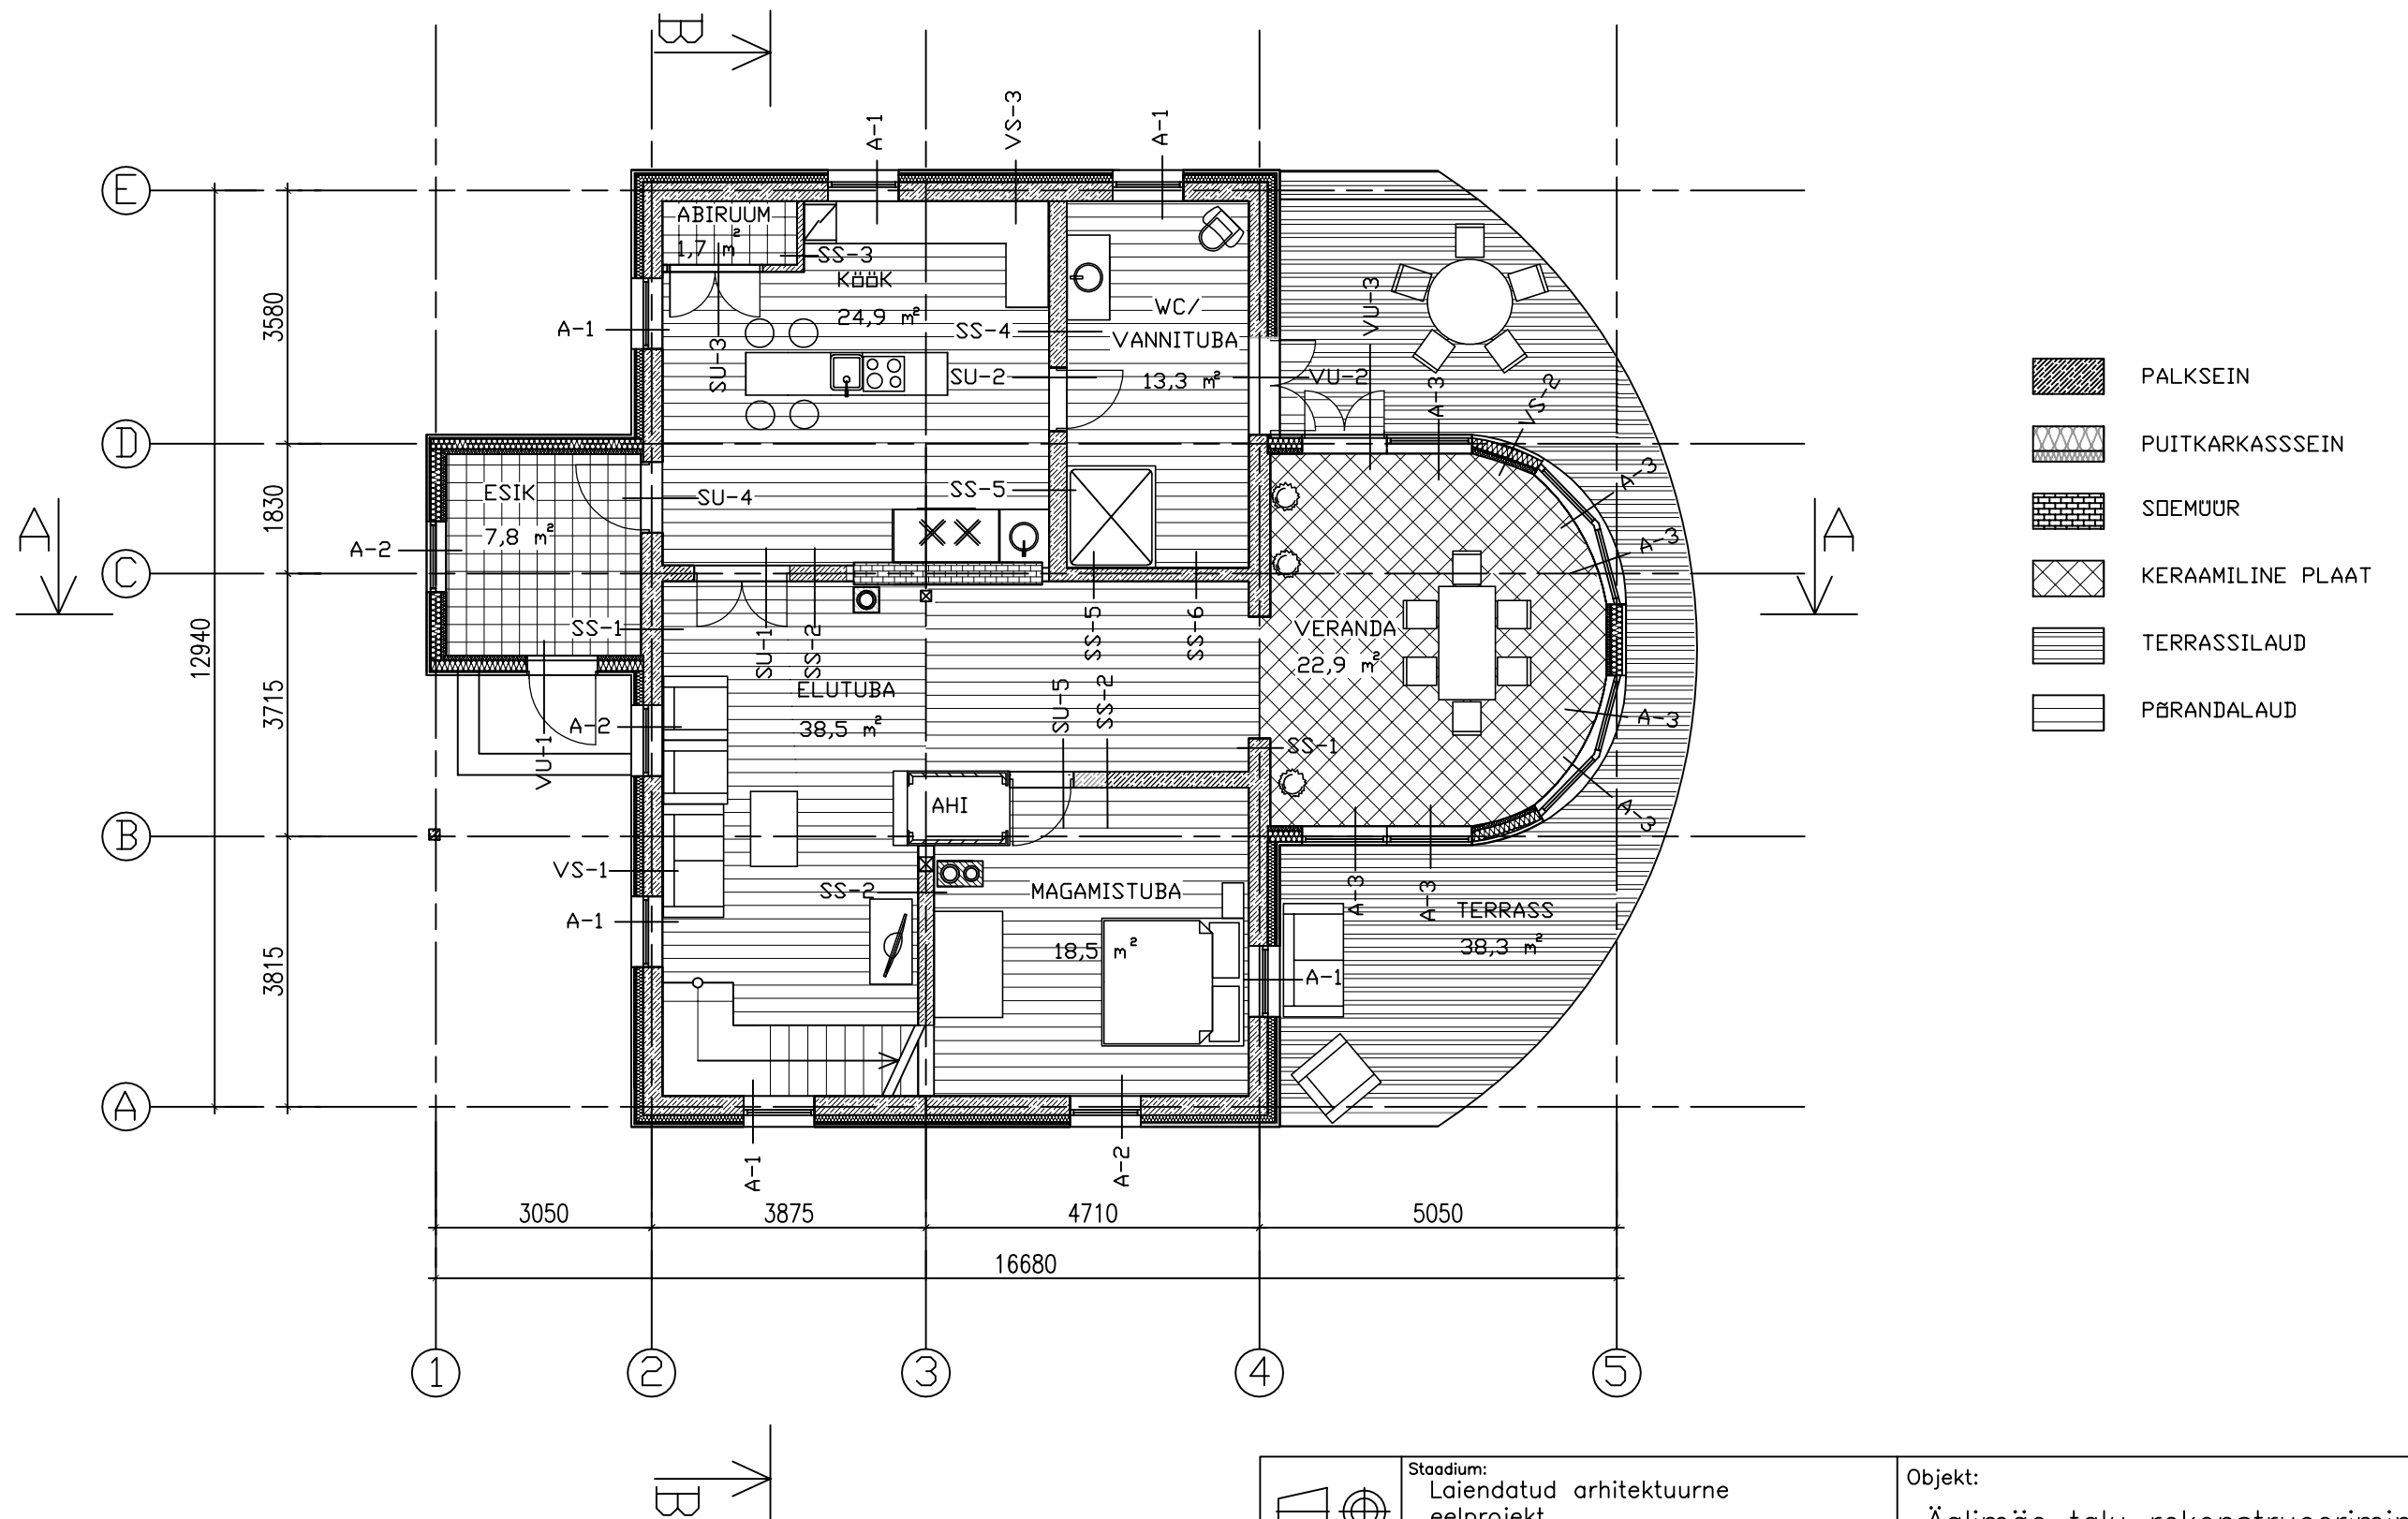 B
A-1
VS-3
A-1
E
ABIRUUM
1,7 m²
SS-3
KÖÖK
24,9 m²
WC/
VANNITUBA
13,3 m²
SS-4
SU-2
VU-2
VU-3
A-3
VS-2
A-1
SU-3
3580
PALKSEIN
PUITKARKASSSEIN
SOEMÜÜR
KERAAMILINE PLAAT
TERRASSILAUD
PÕRANDALAUD
D
ESIK
7,8 m²
SU-4
SS-5
A-3
A
A-2
1830
A-3
A
C
SS-1
SU-1
SS-2
SS-5
SS-6
VERANDA
22,9 m²
12940
3715
ELUTUBA
38,5 m²
SU-5
SS-2
A-2
VU-1
SS-1
A-3
AHI
A-3
B
VS-1
SS-2
MAGAMISTUBA
18,5 m²
A-3
A-3
TERRASS
38,3 m²
A-1
A-1
3815
A
A-1
A-2
3050
3875
4710
5050
16680
1
2
3
4
5
B
Staadium:
Laiendatud arhitektuurne
eelprojekt
Objekt: